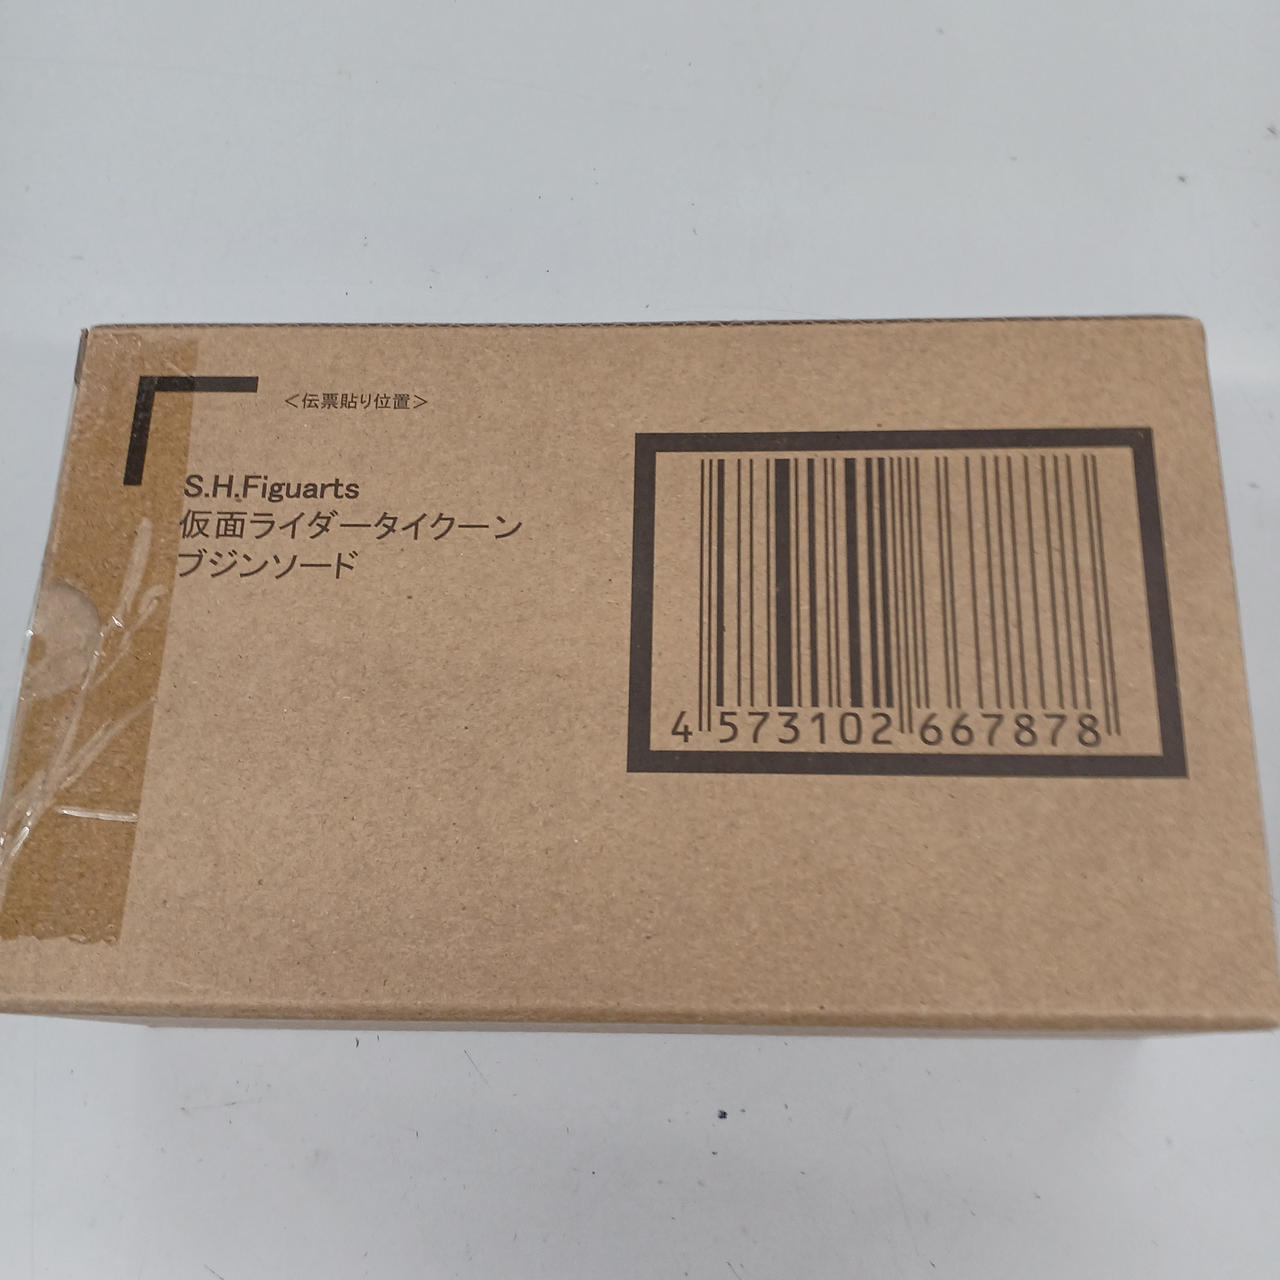 <伝票貼り位置>
S.H.Figuarts
仮面ライダータイクーン
ブジンソード
4 573102 667878